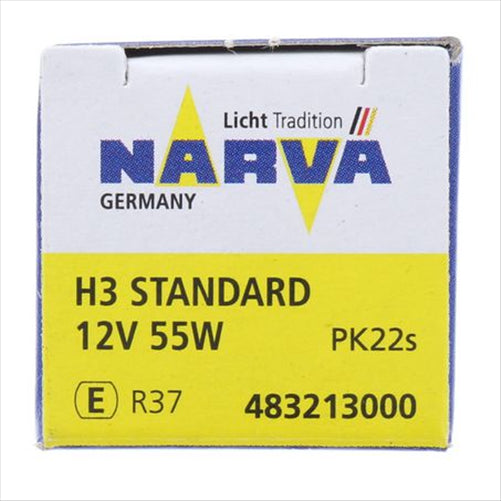 Licht Tradition
NARVA
GERMANY
H3 STANDARD
12V 55W PK22s
E R37 483213000